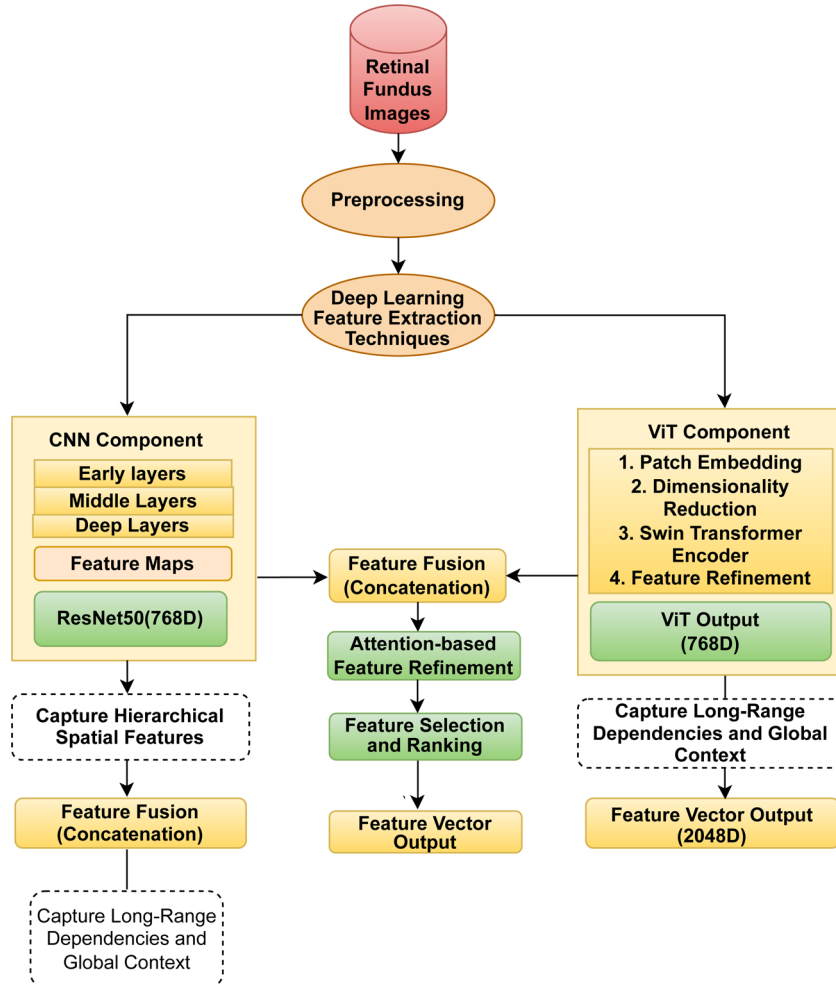 Retinal
Fundus
Images
Preprocessing
Deep Learning
Feature Extraction
Techniques
CNN Component
Early layers
Middle Layers
Deep Layers
Feature Maps
ResNet50(768D)
Capture Hierarchical
Spatial Features
Feature Fusion
(Concatenation)
Capture Long-Range
Dependencies and
Global Context
Feature Fusion
(Concatenation)
Attention-based
Feature Refinement
Feature Selection
and Ranking
Feature Vector
Output
ViT Component
1. Patch Embedding
2. Dimensionality
Reduction
3. Swin Transformer
Encoder
4. Feature Refinement
ViT Output
(768D)
Capture Long-Range
Dependencies and Global
Context
Feature Vector Output
(2048D)